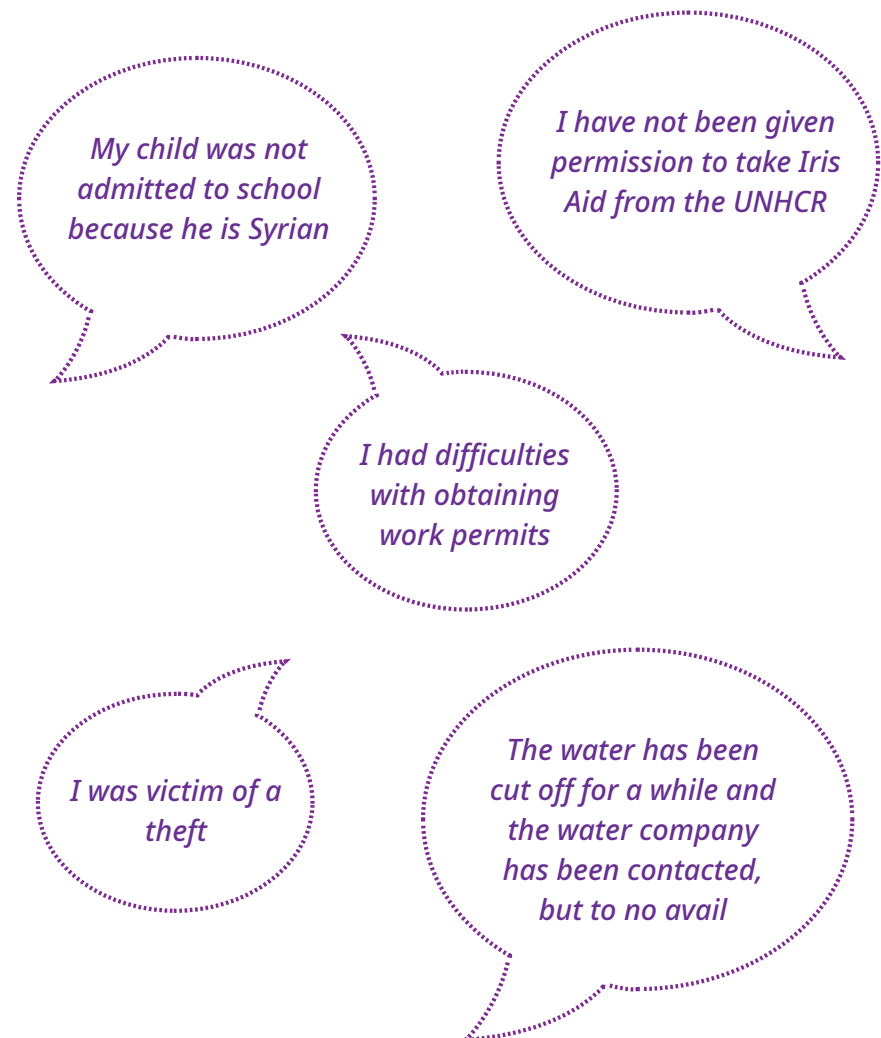 My child was not
admitted to school
because he is Syrian
I have not been given
permission to take Iris
Aid from the UNHCR
I had difficulties
with obtaining
work permits
I was victim of a
theft
The water has been
cut off for a while and
the water company
has been contacted,
but to no avail